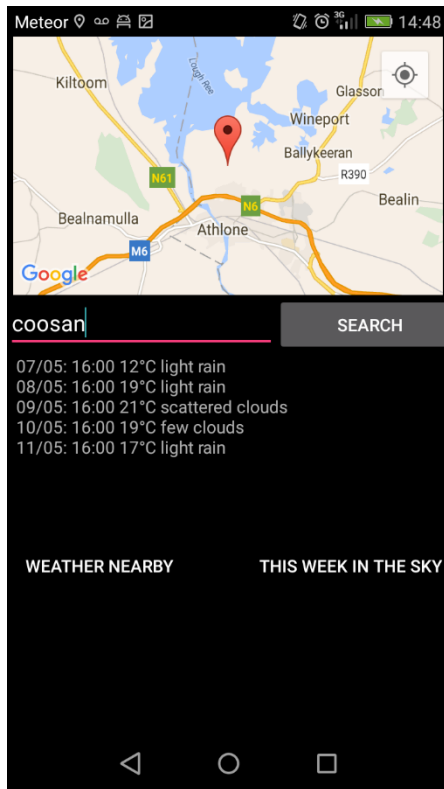 Meteor 3G 14:48
Lough Ree
Kiltoom
Glasson
Wineport
Ballykeeran
N61
R390
Bealin
N6
Bealnamulla
Athlone
M6
Google
coosan
SEARCH
07/05: 16:00 12°C light rain
08/05: 16:00 19°C light rain
09/05: 16:00 21°C scattered clouds
10/05: 16:00 19°C few clouds
11/05: 16:00 17°C light rain
WEATHER NEARBY
THIS WEEK IN THE SKY